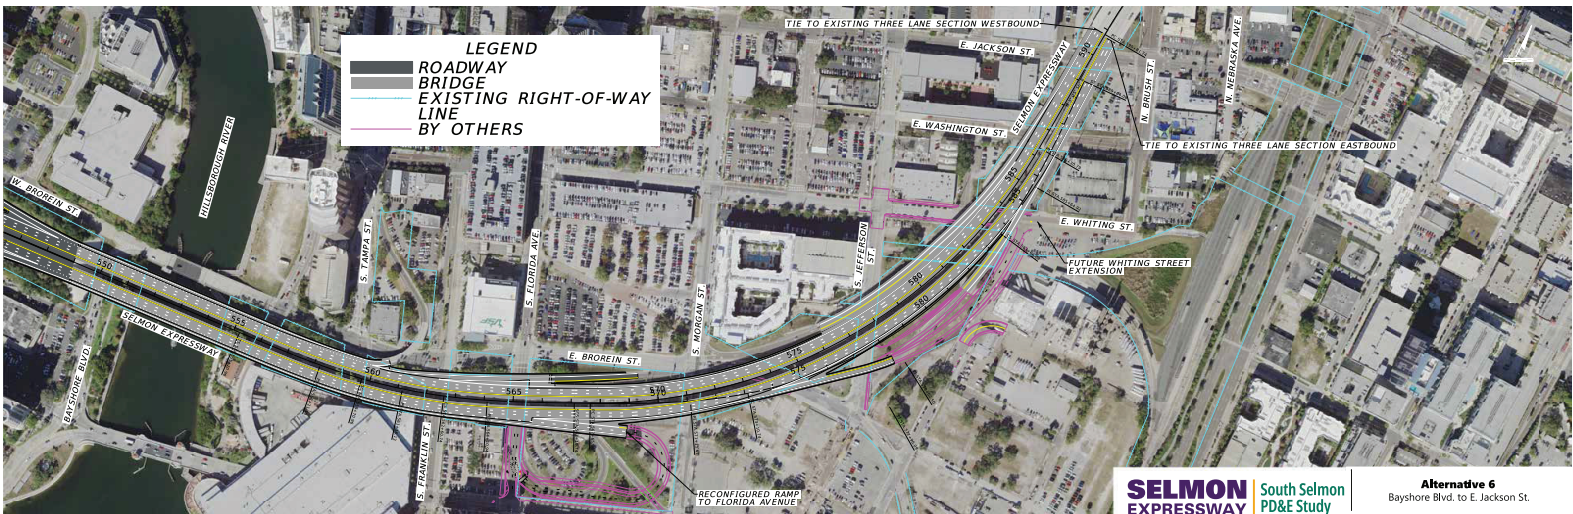 TIE TO EXISTING THREE LANE SECTION WESTBOUND
LEGEND
ROADWAY
BRIDGE
EXISTING RIGHT-OF-WAY
LINE
BY OTHERS
E. JACKSON ST.
SELMON EXPRESSWAY
590
N. BRUSH ST.
N. NEBRASKA AVE.
E. WASHINGTON ST.
TIE TO EXISTING THREE LANE SECTION EASTBOUND
HILLSBOROUGH RIVER
W. BROREIN ST.
S. TAMPA ST.
S. FLORIDA AVE.
S. MORGAN ST.
S. JEFFERSON
ST.
585
585
E. WHITING ST.
FUTURE WHITING STREET
EXTENSION
550
555
560
565
570
570
575
575
580
580
SELMON EXPRESSWAY
BAYSHORE BLVD.
E. BROREIN ST.
S. FRANKLIN ST.
RECONFIGURED RAMP
TO FLORIDA AVENUE
SELMON
EXPRESSWAY
South Selmon
PD&E Study
Alternative 6
Bayshore Blvd. to E. Jackson St.